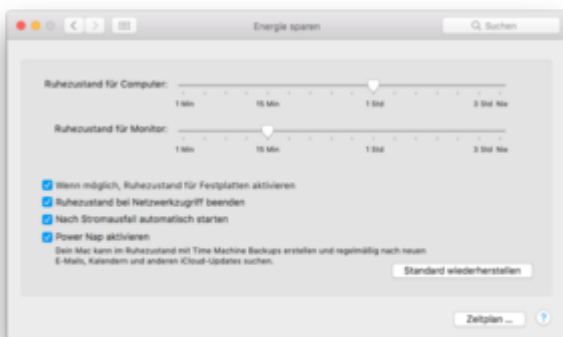 Energie sparen
Suchen
Ruhezustand für Computer:
1 Min 15 Min 1 Std 3 Std Nie
Ruhezustand für Monitor:
1 Min 15 Min 1 Std 3 Std Nie
Wenn möglich, Ruhezustand für Festplatten aktivieren
Ruhezustand bei Netzwerkzugriff beenden
Nach Stromausfall automatisch starten
Power Nap aktivieren
Dein Mac kann im Ruhezustand mit Time Machine Backups erstellen und regelmäßig nach neuen
E-Mails, Kalendern und anderen iCloud-Updates suchen.
Standard wiederherstellen
Zeitplan ...
?